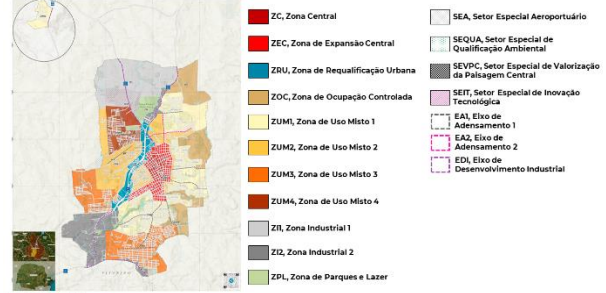 ZC, Zona Central
ZEC, Zona de Expansão Central
ZRU, Zona de Requalificação Urbana
ZOC, Zona de Ocupação Controlada
ZUM1, Zona de Uso Misto 1
ZUM2, Zona de Uso Misto 2
ZUM3, Zona de Uso Misto 3
ZUM4, Zona de Uso Misto 4
ZI1, Zona Industrial 1
ZI2, Zona Industrial 2
ZPL, Zona de Parques e Lazer
SEA, Setor Especial Aeroportuário
SEQUA, Setor Especial de
Qualificação Ambiental
SEVPC, Setor Especial de Valorização
da Paisagem Central
SEIT, Setor Especial de Inovação
Tecnológica
EA1, Eixo de
Adensamento 1
EA2, Eixo de
Adensamento 2
EDI, Eixo de
Desenvolvimento Industrial